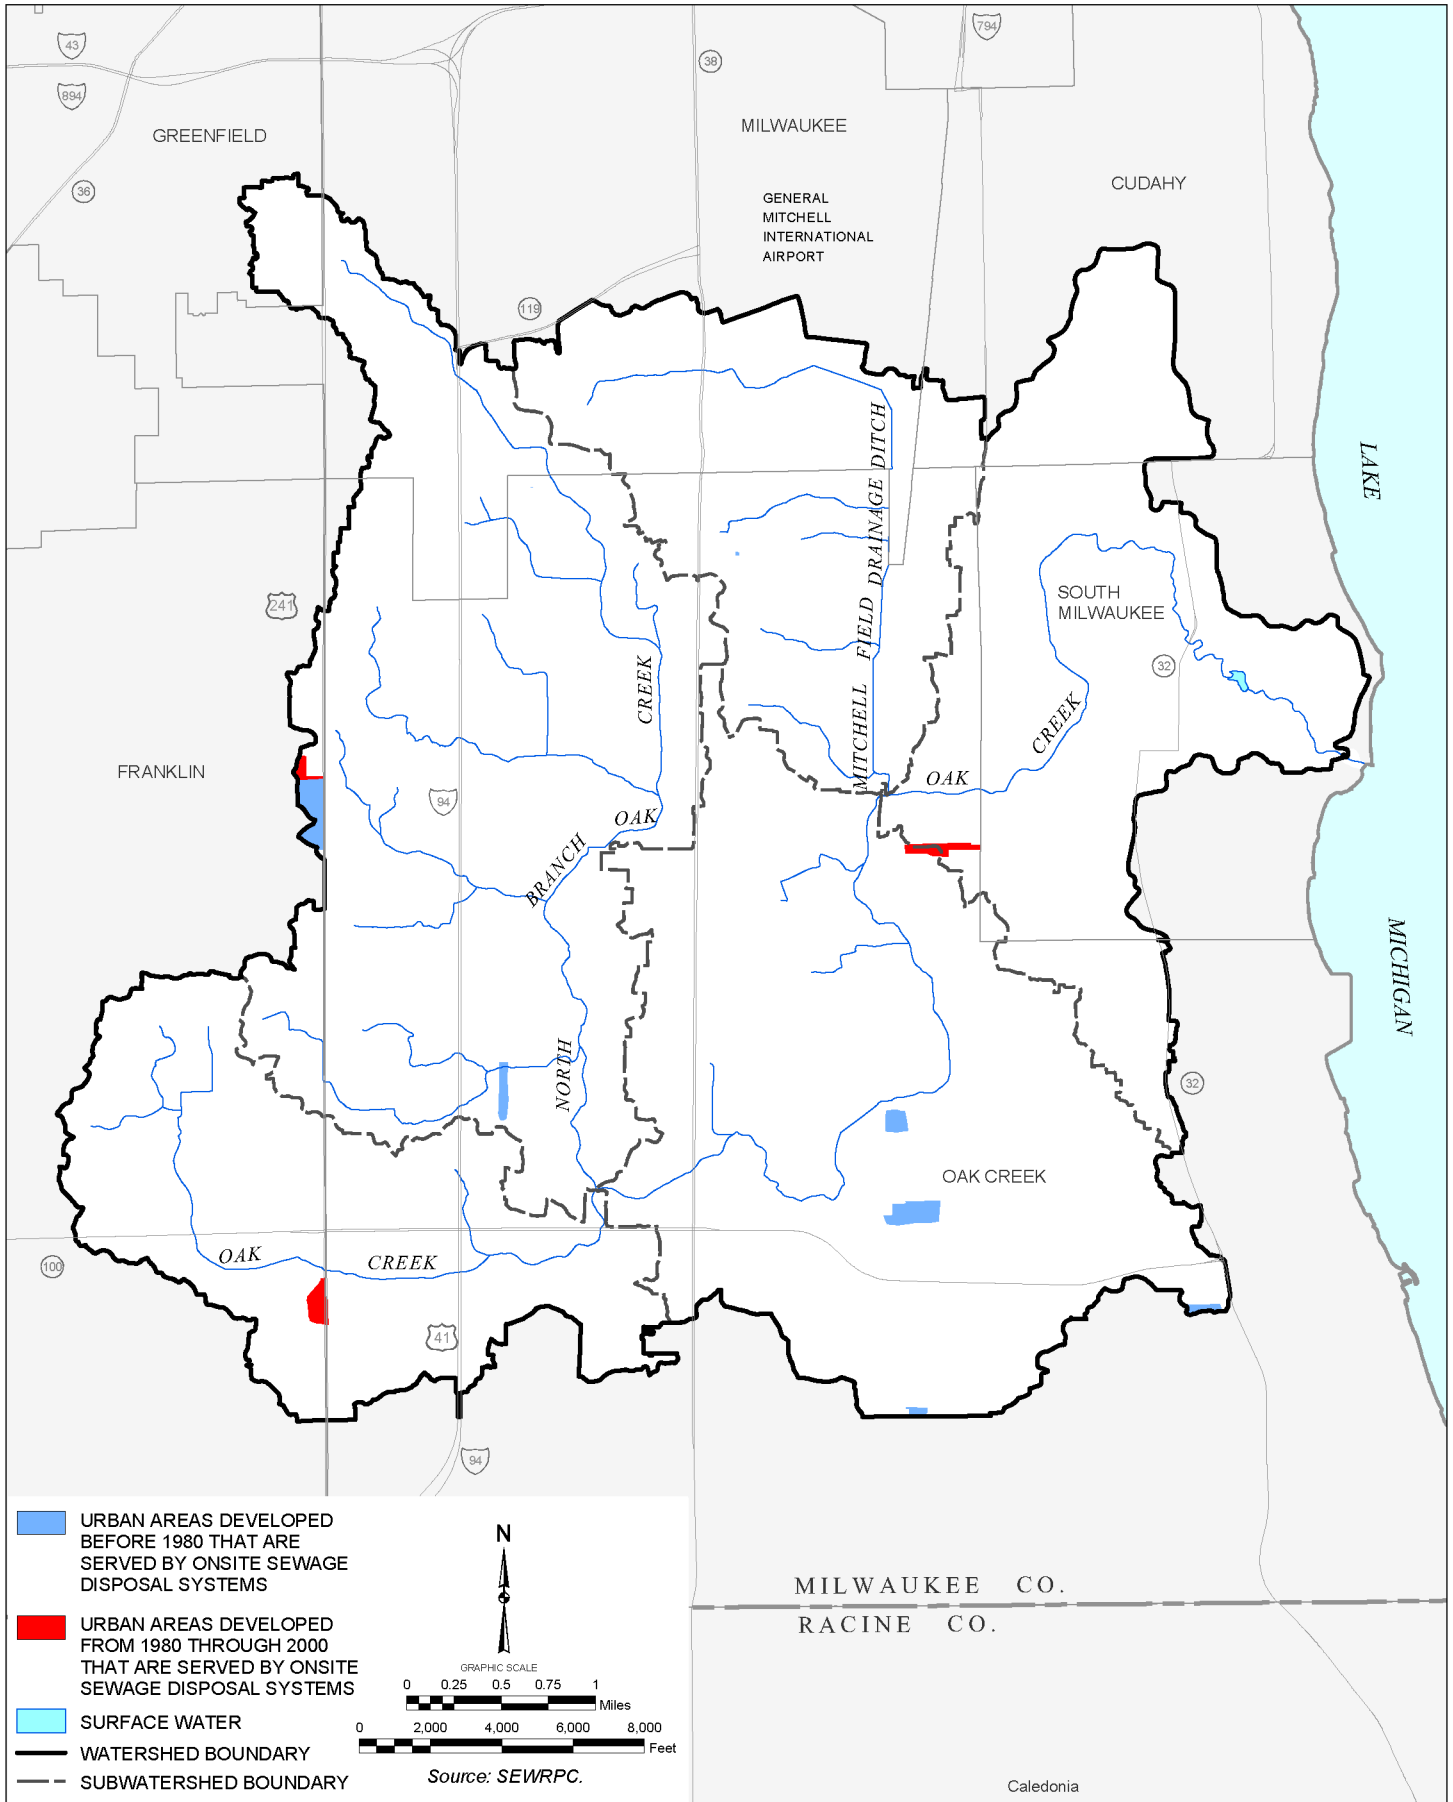 43
894
794
38
GREENFIELD
MILWAUKEE
36
CUDAHY
GENERAL
MITCHELL
INTERNATIONAL
AIRPORT
119
LAKE
MITCHELL FIELD DRAINAGE DITCH
241
SOUTH
MILWAUKEE
32
CREEK
CREEK
FRANKLIN
OAK
94
OAK
BRANCH
MICHIGAN
NORTH
32
OAK CREEK
OAK CREEK
100
41
94
URBAN AREAS DEVELOPED
BEFORE 1980 THAT ARE
SERVED BY ONSITE SEWAGE
DISPOSAL SYSTEMS
URBAN AREAS DEVELOPED
FROM 1980 THROUGH 2000
THAT ARE SERVED BY ONSITE
SEWAGE DISPOSAL SYSTEMS
SURFACE WATER
WATERSHED BOUNDARY
SUBWATERSHED BOUNDARY
N
GRAPHIC SCALE
0 0.25 0.5 0.75 1
Miles
0 2,000 4,000 6,000 8,000
Feet
Source: SEWRPC.
MILWAUKEE CO.
RACINE CO.
Caledonia